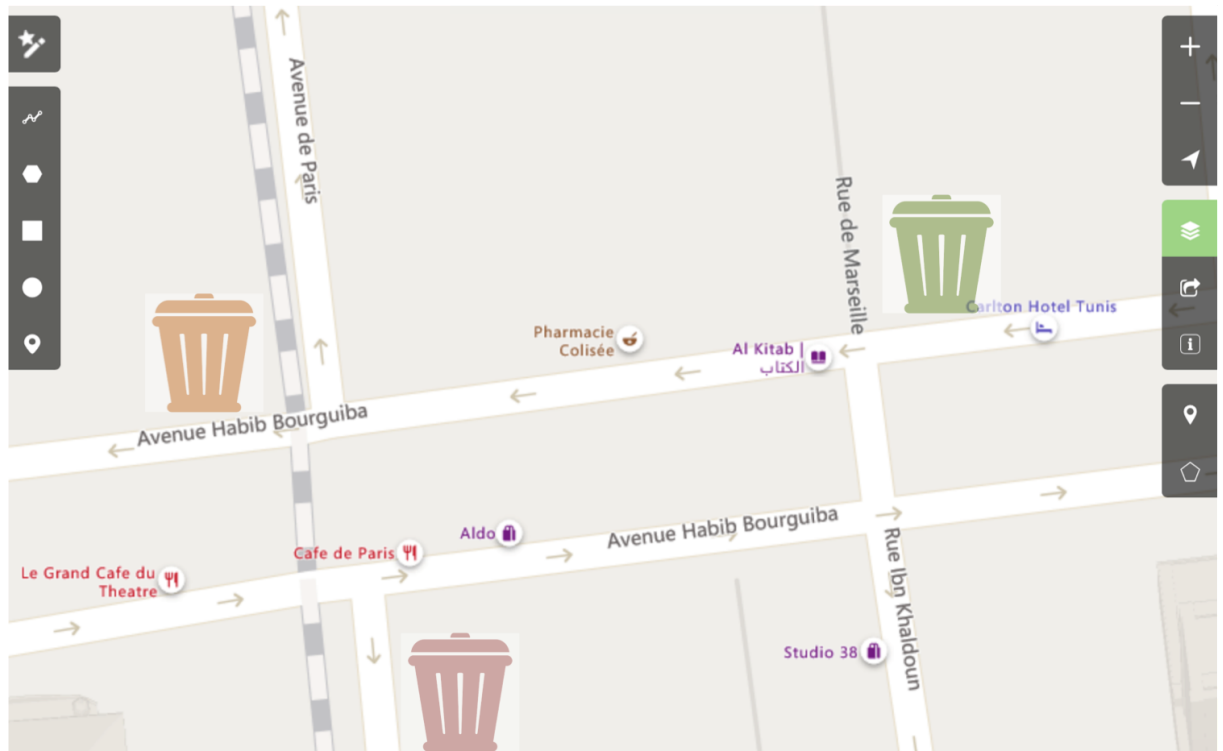 Avenue de Paris
Rue de Marseille
Carlton Hotel Tunis
Pharmacie
Colisée
Al Kitab |
الكتاب
Avenue Habib Bourguiba
Avenue Habib Bourguiba
Aldo
Cafe de Paris
Le Grand Cafe du
Theatre
Rue Ibn Khaldoun
Studio 38